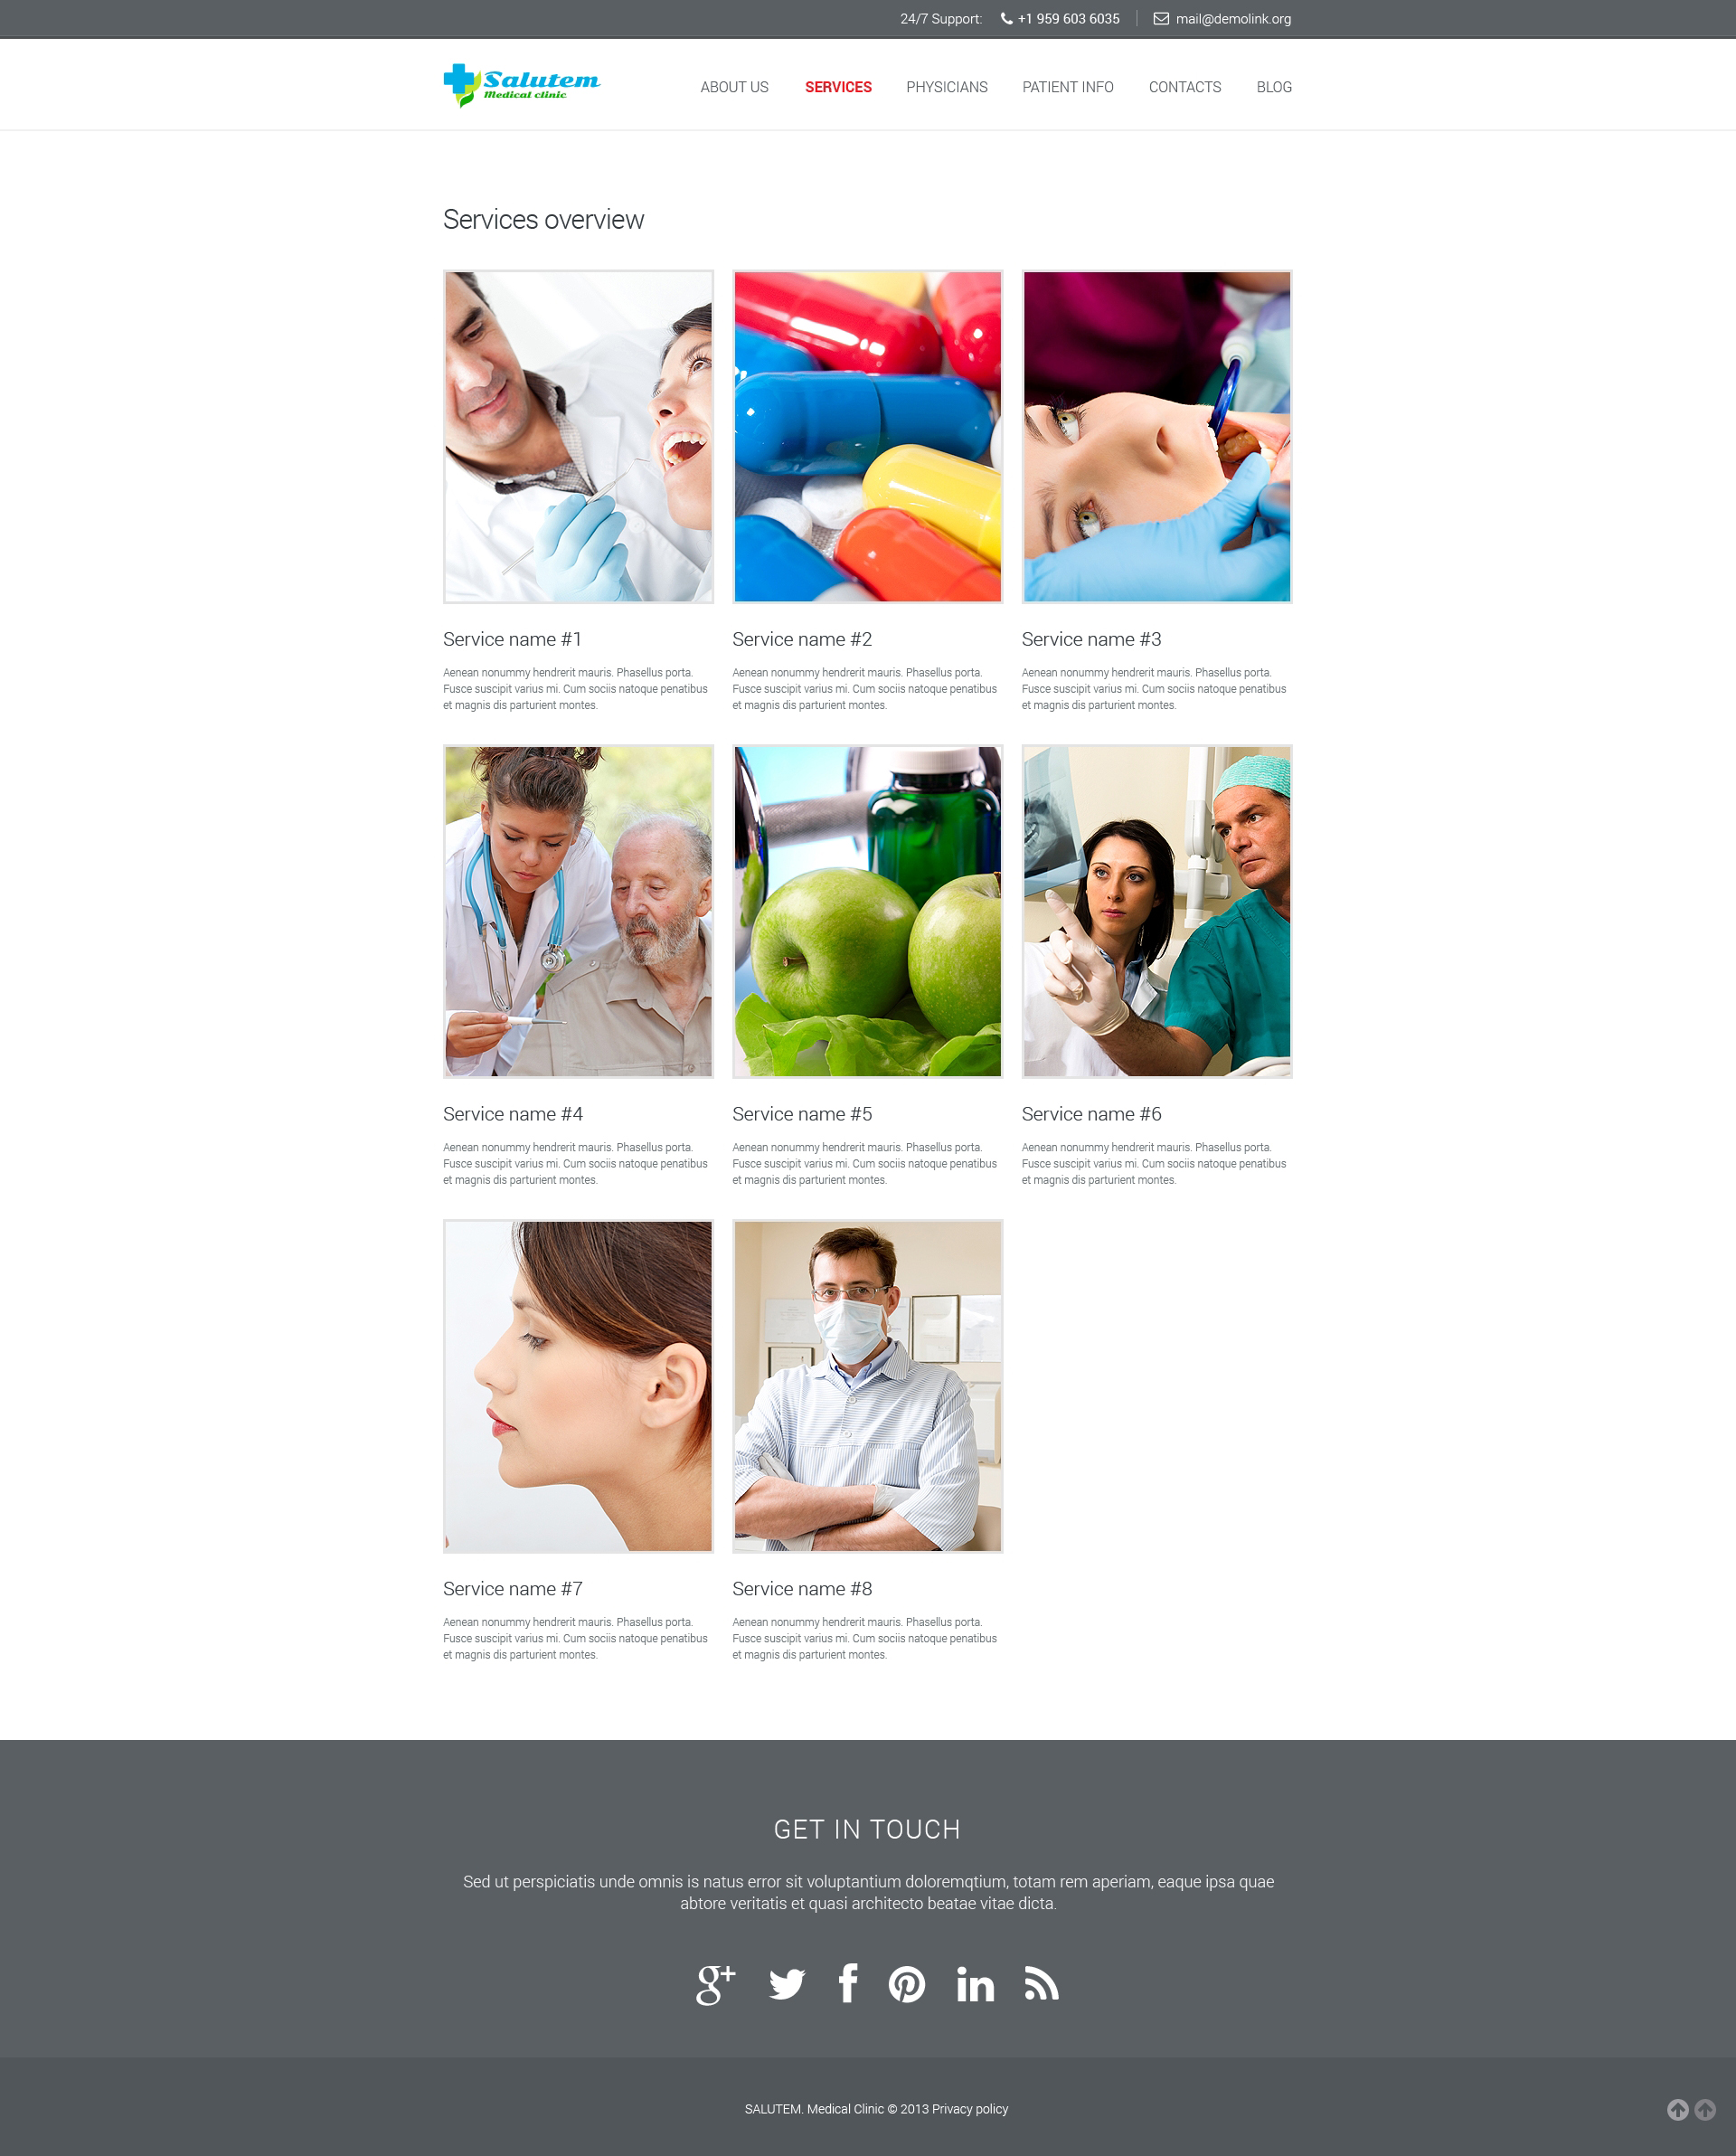 24/7 Support: +1 959 603 6035 mail@demolink.org
Salutem
Medical clinic
ABOUT US SERVICES PHYSICIANS PATIENT INFO CONTACTS BLOG
Services overview
Service name #1
Aenean nonummy hendrerit mauris. Phasellus porta.
Fusce suscipit varius mi. Cum sociis natoque penatibus
et magnis dis parturient montes.
Service name #2
Aenean nonummy hendrerit mauris. Phasellus porta.
Fusce suscipit varius mi. Cum sociis natoque penatibus
et magnis dis parturient montes.
Service name #3
Aenean nonummy hendrerit mauris. Phasellus porta.
Fusce suscipit varius mi. Cum sociis natoque penatibus
et magnis dis parturient montes.
Service name #4
Aenean nonummy hendrerit mauris. Phasellus porta.
Fusce suscipit varius mi. Cum sociis natoque penatibus
et magnis dis parturient montes.
Service name #5
Aenean nonummy hendrerit mauris. Phasellus porta.
Fusce suscipit varius mi. Cum sociis natoque penatibus
et magnis dis parturient montes.
Service name #6
Aenean nonummy hendrerit mauris. Phasellus porta.
Fusce suscipit varius mi. Cum sociis natoque penatibus
et magnis dis parturient montes.
Service name #7
Aenean nonummy hendrerit mauris. Phasellus porta.
Fusce suscipit varius mi. Cum sociis natoque penatibus
et magnis dis parturient montes.
Service name #8
Aenean nonummy hendrerit mauris. Phasellus porta.
Fusce suscipit varius mi. Cum sociis natoque penatibus
et magnis dis parturient montes.
GET IN TOUCH
Sed ut perspiciatis unde omnis is natus error sit voluptantium doloremqtium, totam rem aperiam, eaque ipsa quae
abtore veritatis et quasi architecto beatae vitae dicta.
SALUTEM. Medical Clinic © 2013 Privacy policy